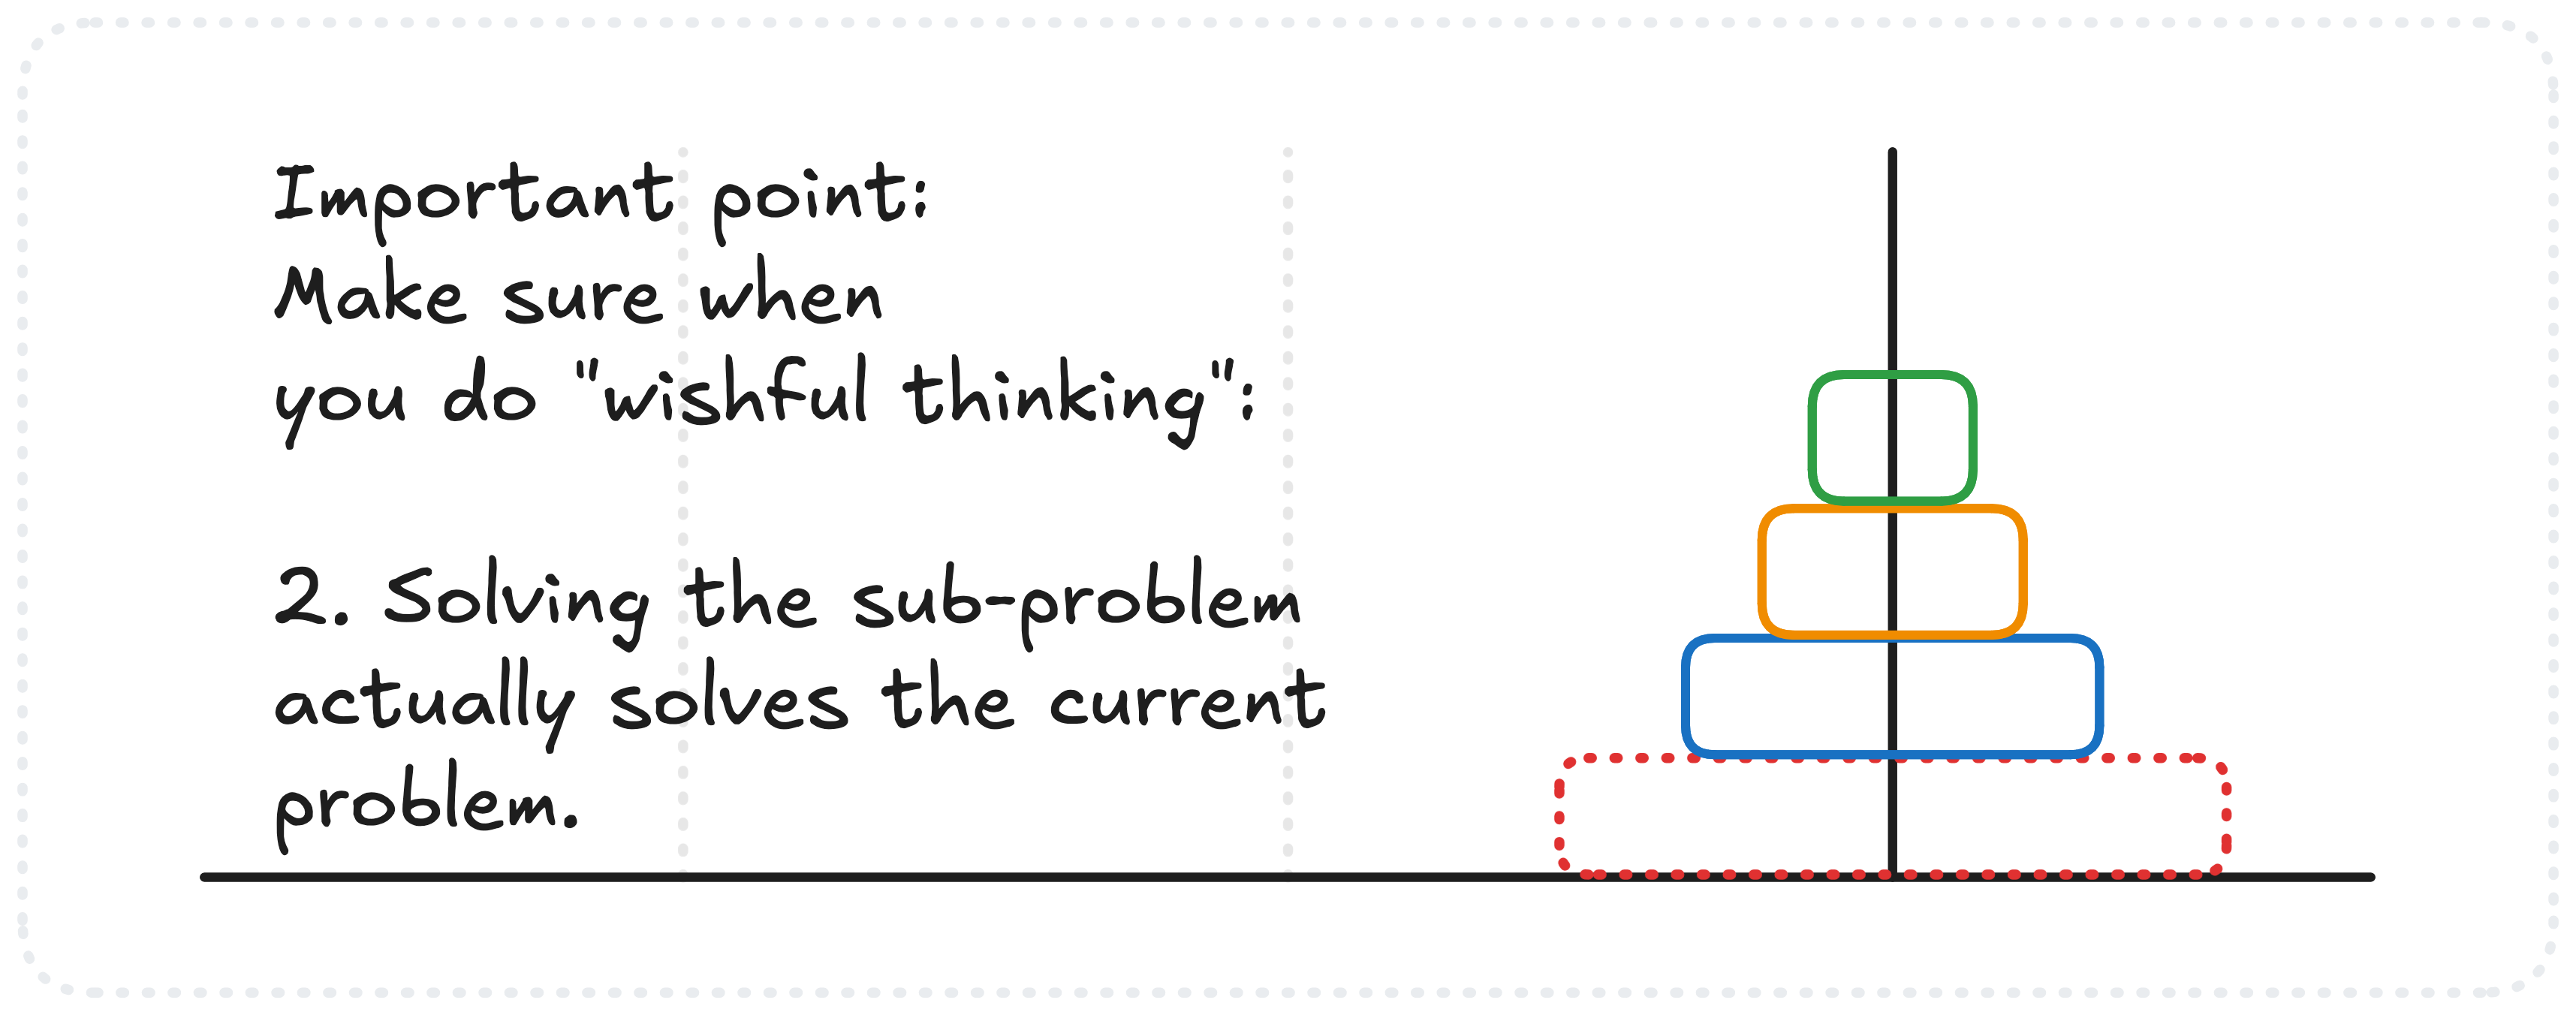 Important point:
Make sure when
you do "wishful thinking":
2. Solving the sub-problem
actually solves the current
problem.